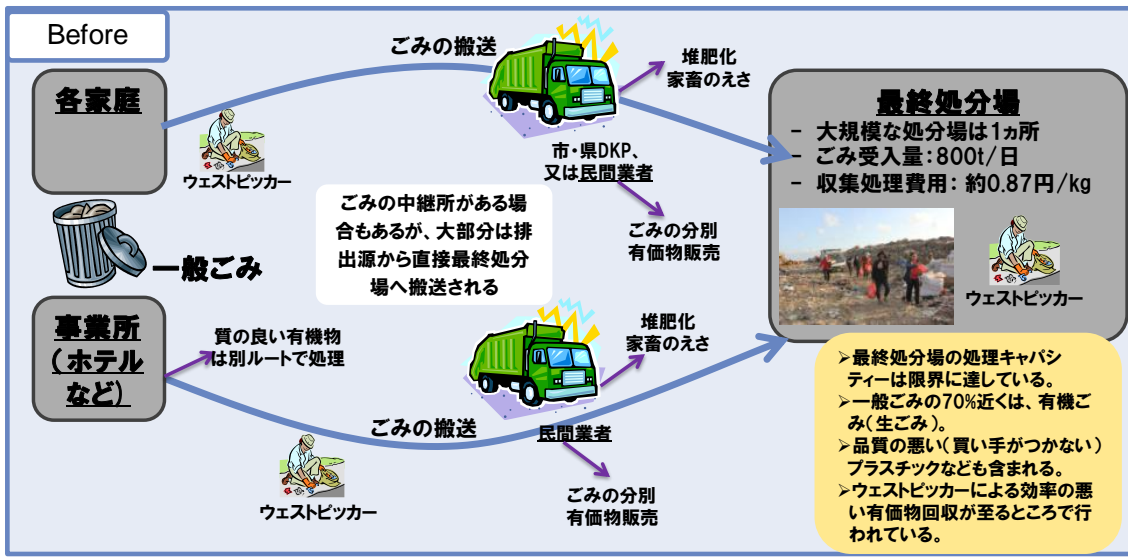 Before
各家庭
ウェストピッカー
ごみの搬送
堆肥化
家畜のえさ
市・県DKP、
又は民間業者
ごみの分別
有価物販売
最終処分場
- 大規模な処分場は1ヵ所
- ごみ受入量:800t/日
- 収集処理費用: 約0.87円/kg
ウェストピッカー
ごみの中継所がある場
合もあるが、大部分は排
出源から直接最終処分
場へ搬送される
一般ごみ
事業所
(ホテル
など)
質の良い有機物
は別ルートで処理
ごみの搬送
ウェストピッカー
堆肥化
家畜のえさ
民間業者
ごみの分別
有価物販売
➢最終処分場の処理キャパシ
ティーは限界に達している。
➢一般ごみの70%近くは、有機ご
み(生ごみ)。
➢品質の悪い(買い手がつかない)
プラスチックなども含まれる。
➢ウェストピッカーによる効率の悪
い有価物回収が至るところで行
われている。